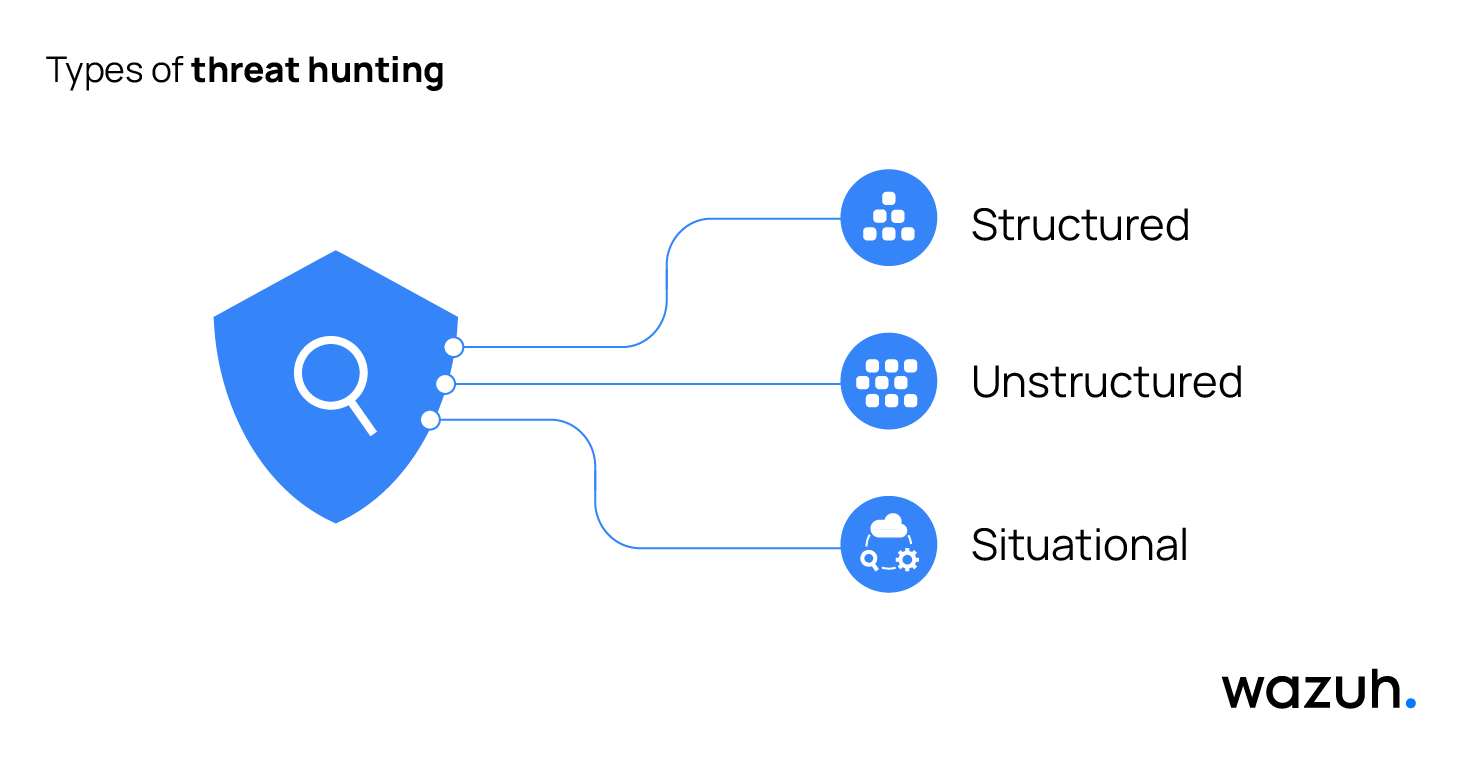 Types of threat hunting
Structured
Unstructured
Situational
wazuh.